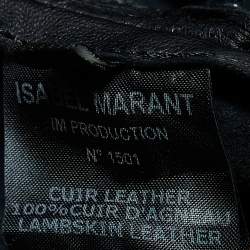 ISABEL MARANT
IM PRODUCTION
N° 1501
CUIR LEATHER
100%CUIR D'AGNEAU
LAMBSKIN LEATHER